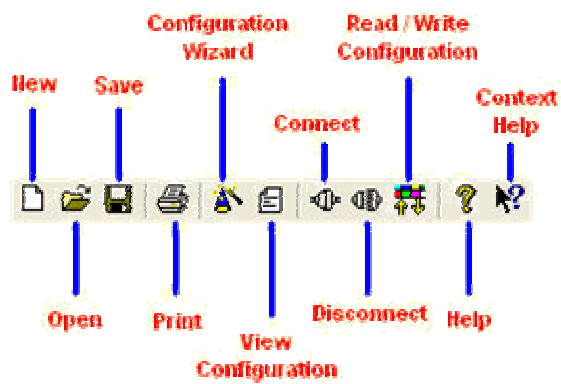 Configuration
Wizard
Read / Write
Configuration
New
Save
Connect
Context
Help
Open
Print
View
Configuration
Disconnect
Help